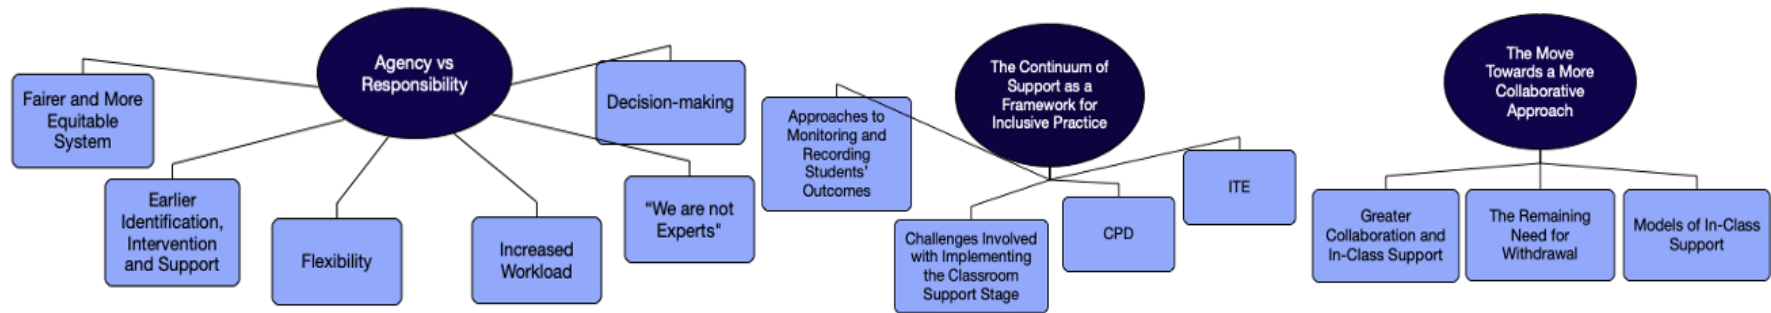 Agency vs
Responsibility
Fairer and More
Equitable
System
Earlier
Identification,
Intervention
and Support
Flexibility
Increased
Workload
“We are not
Experts"
Decision-making
The Continuum of
Support as a
Framework for
Inclusive Practice
Approaches to
Monitoring and
Recording
Students’
Outcomes
Challenges Involved
with Implementing
the Classroom
Support Stage
CPD
ITE
The Move
Towards a More
Collaborative
Approach
Greater
Collaboration and
In-Class Support
The Remaining
Need for
Withdrawal
Models of In-Class
Support